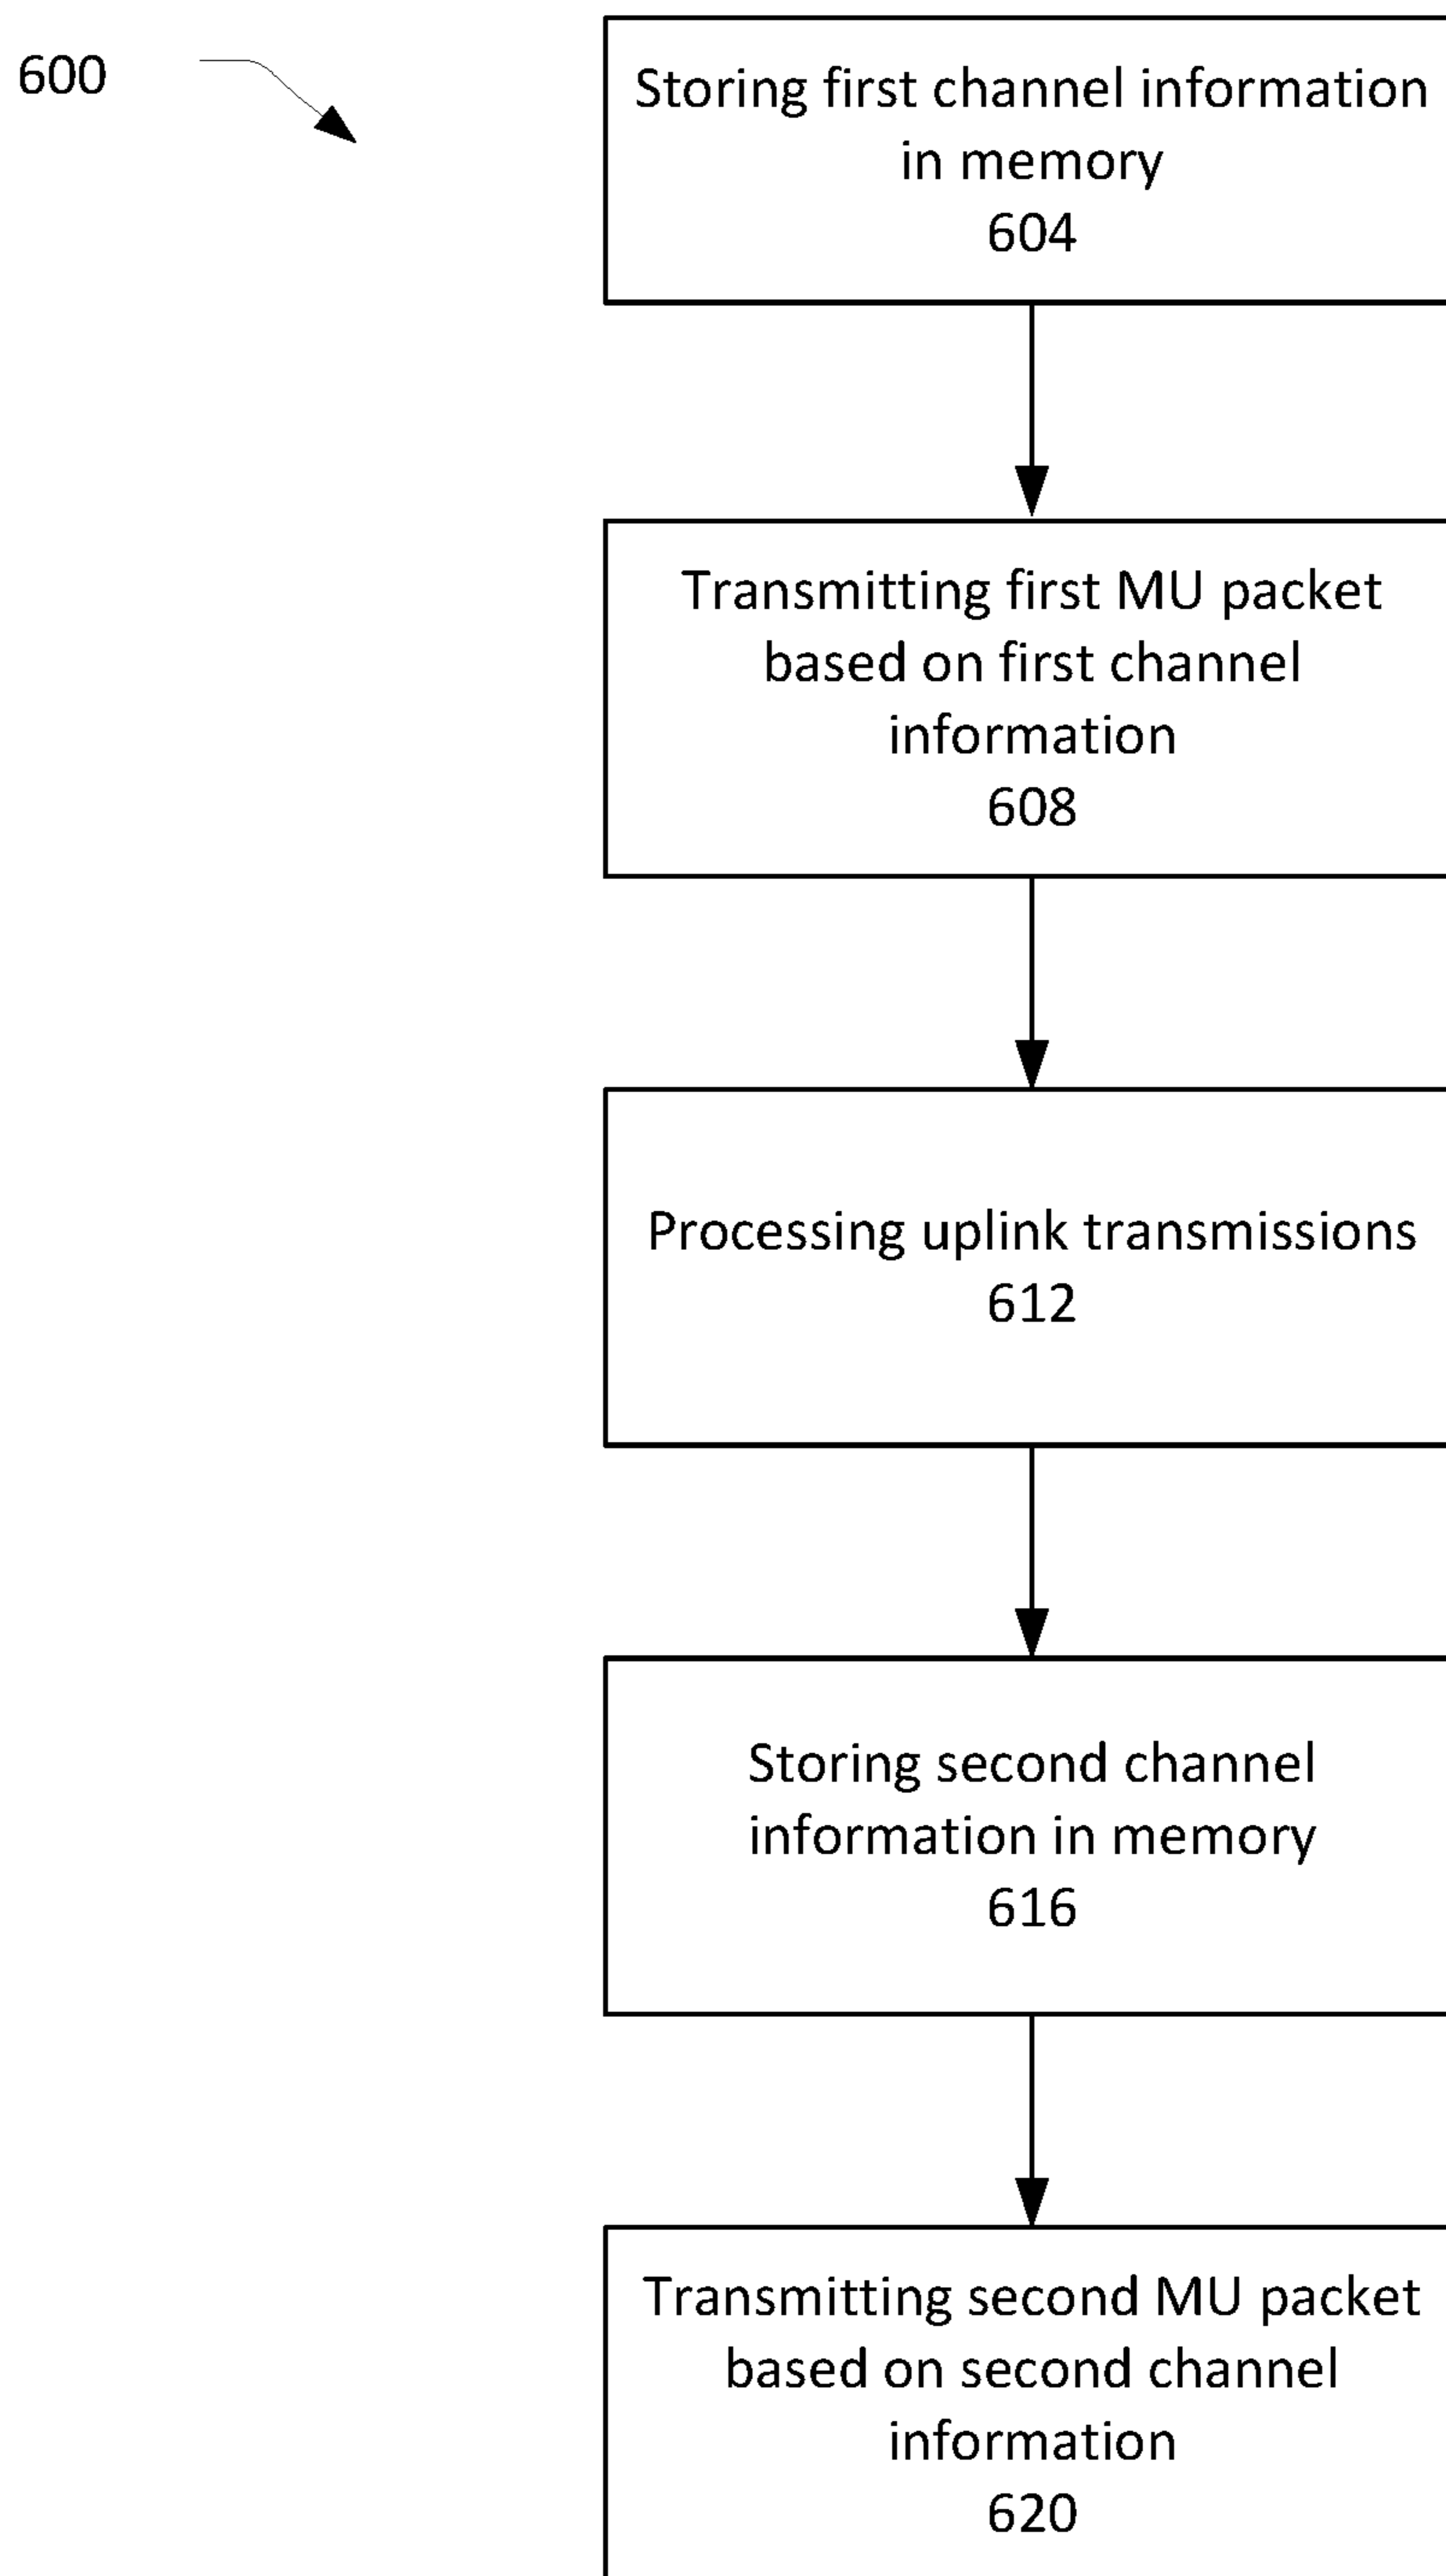 600
Storing first channel information
in memory
604
Transmitting first MU packet
based on first channel
information
608
Processing uplink transmissions
612
Storing second channel
information in memory
616
Transmitting second MU packet
based on second channel
information
620